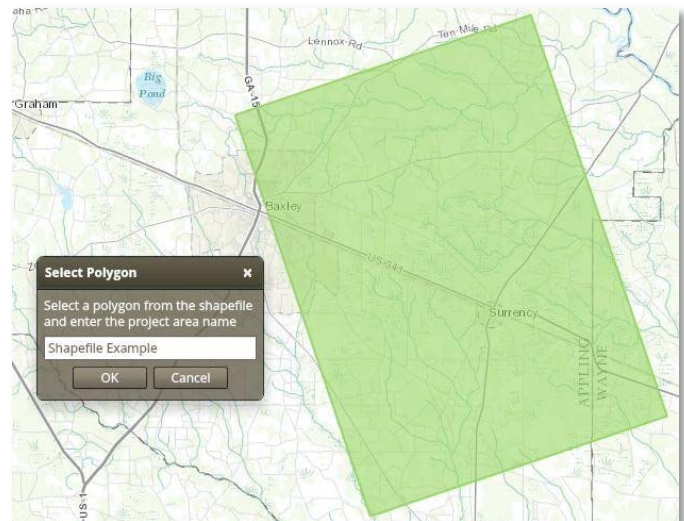 Lennox Rd
Ten Mile Rd
GA-15
Big
Pond
Graham
Baxley
US-341
Select Polygon
Select a polygon from the shapefile
and enter the project area name
Shapefile Example
OK
Cancel
Surrency
APPLING
WAYNE
US-1